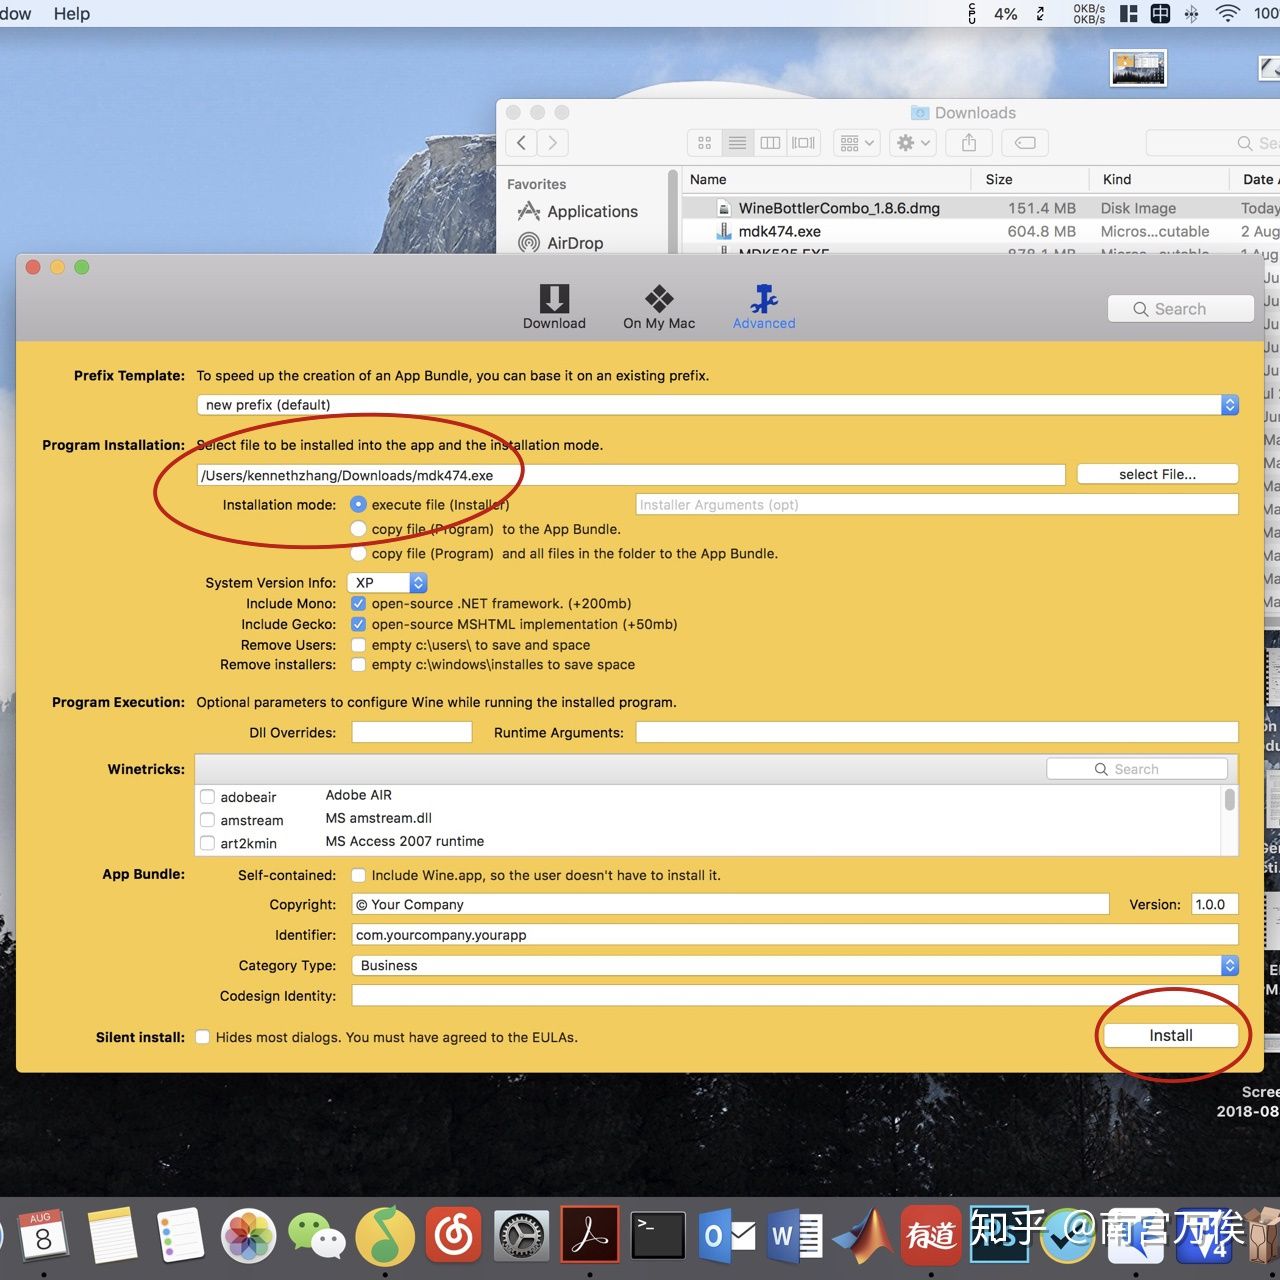 dow Help
CPU 4% 0KB/s 0KB/s 中 100
Downloads
Favorites
Applications
AirDrop
Name Size Kind Date
WineBottlerCombo_1.8.6.dmg 151.4 MB Disk Image Today
mdk474.exe 604.8 MB Micros...cutable 2 Aug
Download On My Mac Advanced
Search
Prefix Template: To speed up the creation of an App Bundle, you can base it on an existing prefix.
new prefix (default)
Program Installation: Select file to be installed into the app and the installation mode.
/Users/kennethzhang/Downloads/mdk474.exe select File...
Installation mode: execute file (Installer) Installer Arguments (opt)
copy file (Program) to the App Bundle.
copy file (Program) and all files in the folder to the App Bundle.
System Version Info: XP
Include Mono: open-source .NET framework. (+200mb)
Include Gecko: open-source MSHTML implementation (+50mb)
Remove Users: empty c:\users\ to save and space
Remove installers: empty c:\windows\installes to save space
Program Execution: Optional parameters to configure Wine while running the installed program.
Dll Overrides: Runtime Arguments:
Winetricks: Search
adobeair Adobe AIR
amstream MS amstream.dll
art2kmin MS Access 2007 runtime
App Bundle: Self-contained: Include Wine.app, so the user doesn't have to install it.
Copyright: © Your Company Version: 1.0.0
Identifier: com.yourcompany.yourapp
Category Type: Business
Codesign Identity:
Silent install: Hides most dialogs. You must have agreed to the EULAs.
Install
Scree
2018-08
AUG
8
有道
知乎 @南宫万俟